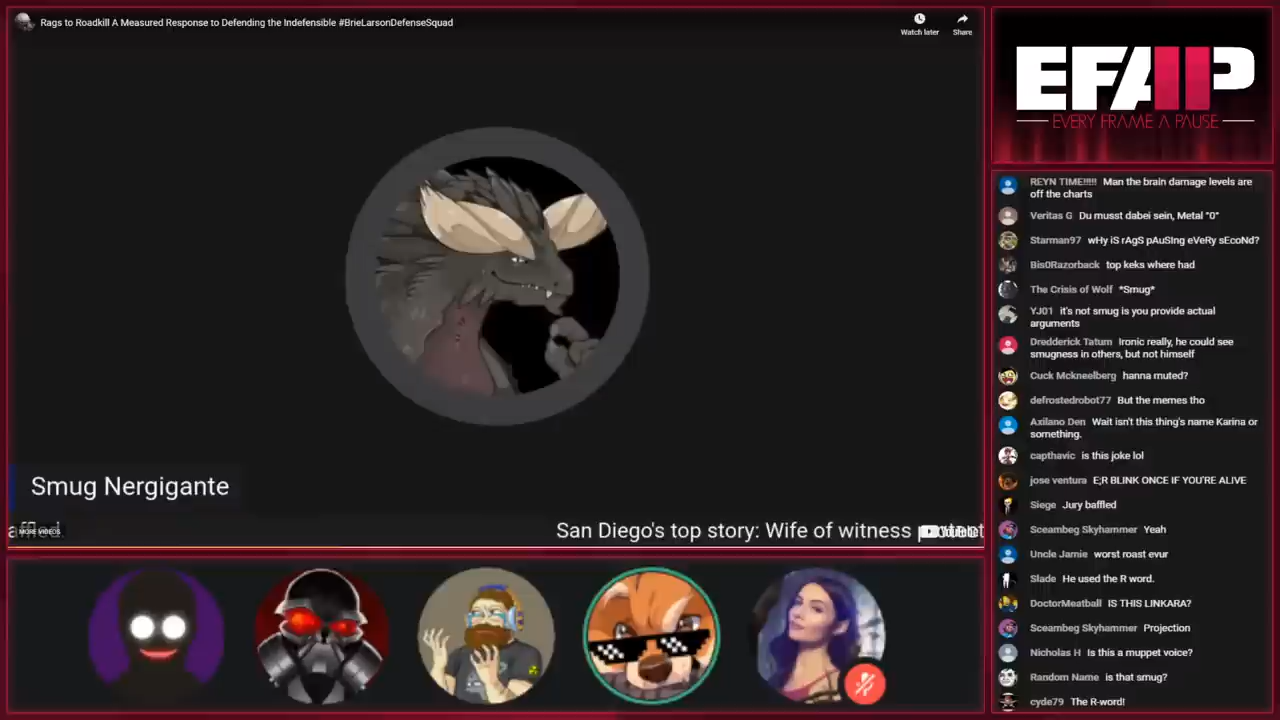 Rags to Roadkill A Measured Response to Defending the Indefensible #BrieLarsonDefenseSquad
Watch later
Share
Smug Nergigante
affled.
MORE VIDEOS
San Diego's top story: Wife of witness
EFAP
EVERY FRAME A PAUSE
REYN TIME!!!!! Man the brain damage levels are
off the charts
Veritas G Du musst dabei sein, Metal "0"
Starman97 wHy iS rAgS pAuSIng eVeRy sEcoNd?
Bis0Razorback top keks where had
The Crisis of Wolf *Smug*
YJ01 it's not smug is you provide actual
arguments
Dredderick Tatum Ironic really, he could see
smugness in others, but not himself
Cuck Mckneelberg hanna muted?
defrostedrobot77 But the memes tho
Axilano Den Wait isn't this thing's name Karina or
something.
capthavic is this joke lol
jose ventura E;R BLINK ONCE IF YOU'RE ALIVE
Siege Jury baffled
Sceambeg Skyhammer Yeah
Uncle Jamie worst roast evur
Slade He used the R word.
DoctorMeatball IS THIS LINKARA?
Sceambeg Skyhammer Projection
Nicholas H Is this a muppet voice?
Random Name is that smug?
cyde79 The R-word!